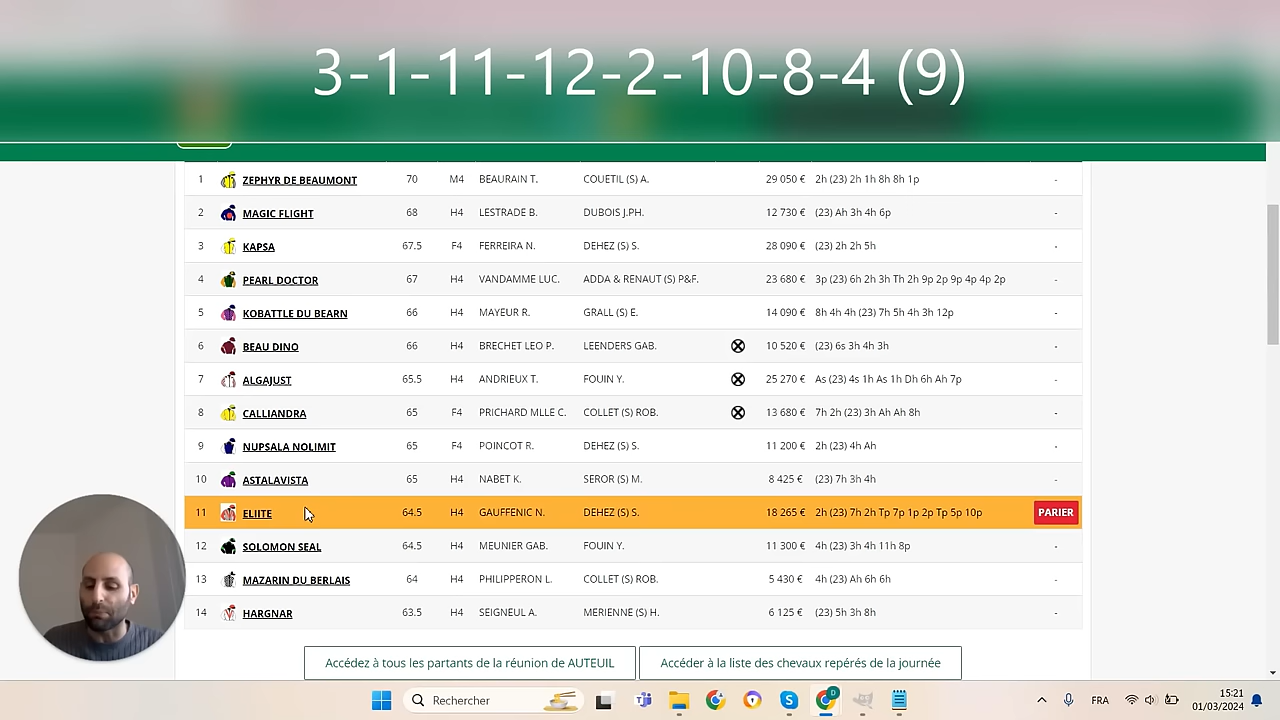 3-1-11-12-2-10-8-4 (9)
1 ZEPHYR DE BEAUMONT 70 M4 BEAURAIN T. COUETIL (S) A. 29 050 € 2h (23) 2h 1h 8h 8h 1p -
2 MAGIC FLIGHT 68 H4 LESTRADE B. DUBOIS J.PH. 12 730 € (23) Ah 3h 4h 6p -
3 KAPSA 67.5 F4 FERREIRA N. DEHEZ (S) S. 28 090 € (23) 2h 2h 5h -
4 PEARL DOCTOR 67 H4 VANDAMME LUC. ADDA & RENAUT (S) P&F. 23 680 € 3p (23) 6h 2h 3h Th 2h 9p 2p 9p 4p 4p 2p -
5 KOBATTLE DU BEARN 66 H4 MAYEUR R. GRALL (S) E. 14 090 € 8h 4h 4h (23) 7h 5h 4h 3h 12p -
6 BEAU DINO 66 H4 BRECHET LEO P. LEENDERS GAB. 10 520 € (23) 6s 3h 4h 3h -
7 ALGAJUST 65.5 H4 ANDRIEUX T. FOUIN Y. 25 270 € As (23) 4s 1h As 1h Dh 6h Ah 7p -
8 CALLIANDRA 65 F4 PRICHARD MLLE C. COLLET (S) ROB. 13 680 € 7h 2h (23) 3h Ah Ah 8h -
9 NUPSALA NOLIMIT 65 F4 POINCOT R. DEHEZ (S) S. 11 200 € 2h (23) 4h Ah -
10 ASTALAVISTA 65 H4 NABET K. SEROR (S) M. 8 425 € (23) 7h 3h 4h -
11 ELIITE 64.5 H4 GAUFFENIC N. DEHEZ (S) S. 18 265 € 2h (23) 7h 2h Tp 7p 1p 2p Tp 5p 10p PARIER
12 SOLOMON SEAL 64.5 H4 MEUNIER GAB. FOUIN Y. 11 300 € 4h (23) 3h 4h 11h 8p -
13 MAZARIN DU BERLAIS 64 H4 PHILIPPERON L. COLLET (S) ROB. 5 430 € 4h (23) Ah 6h 6h -
14 HARGNAR 63.5 H4 SEIGNEUL A. MERIENNE (S) H. 6 125 € (23) 5h 3h 8h -
Accédez à tous les partants de la réunion de AUTEUIL Accéder à la liste des chevaux repérés de la journée
Rechercher FRA 15:21
01/03/2024